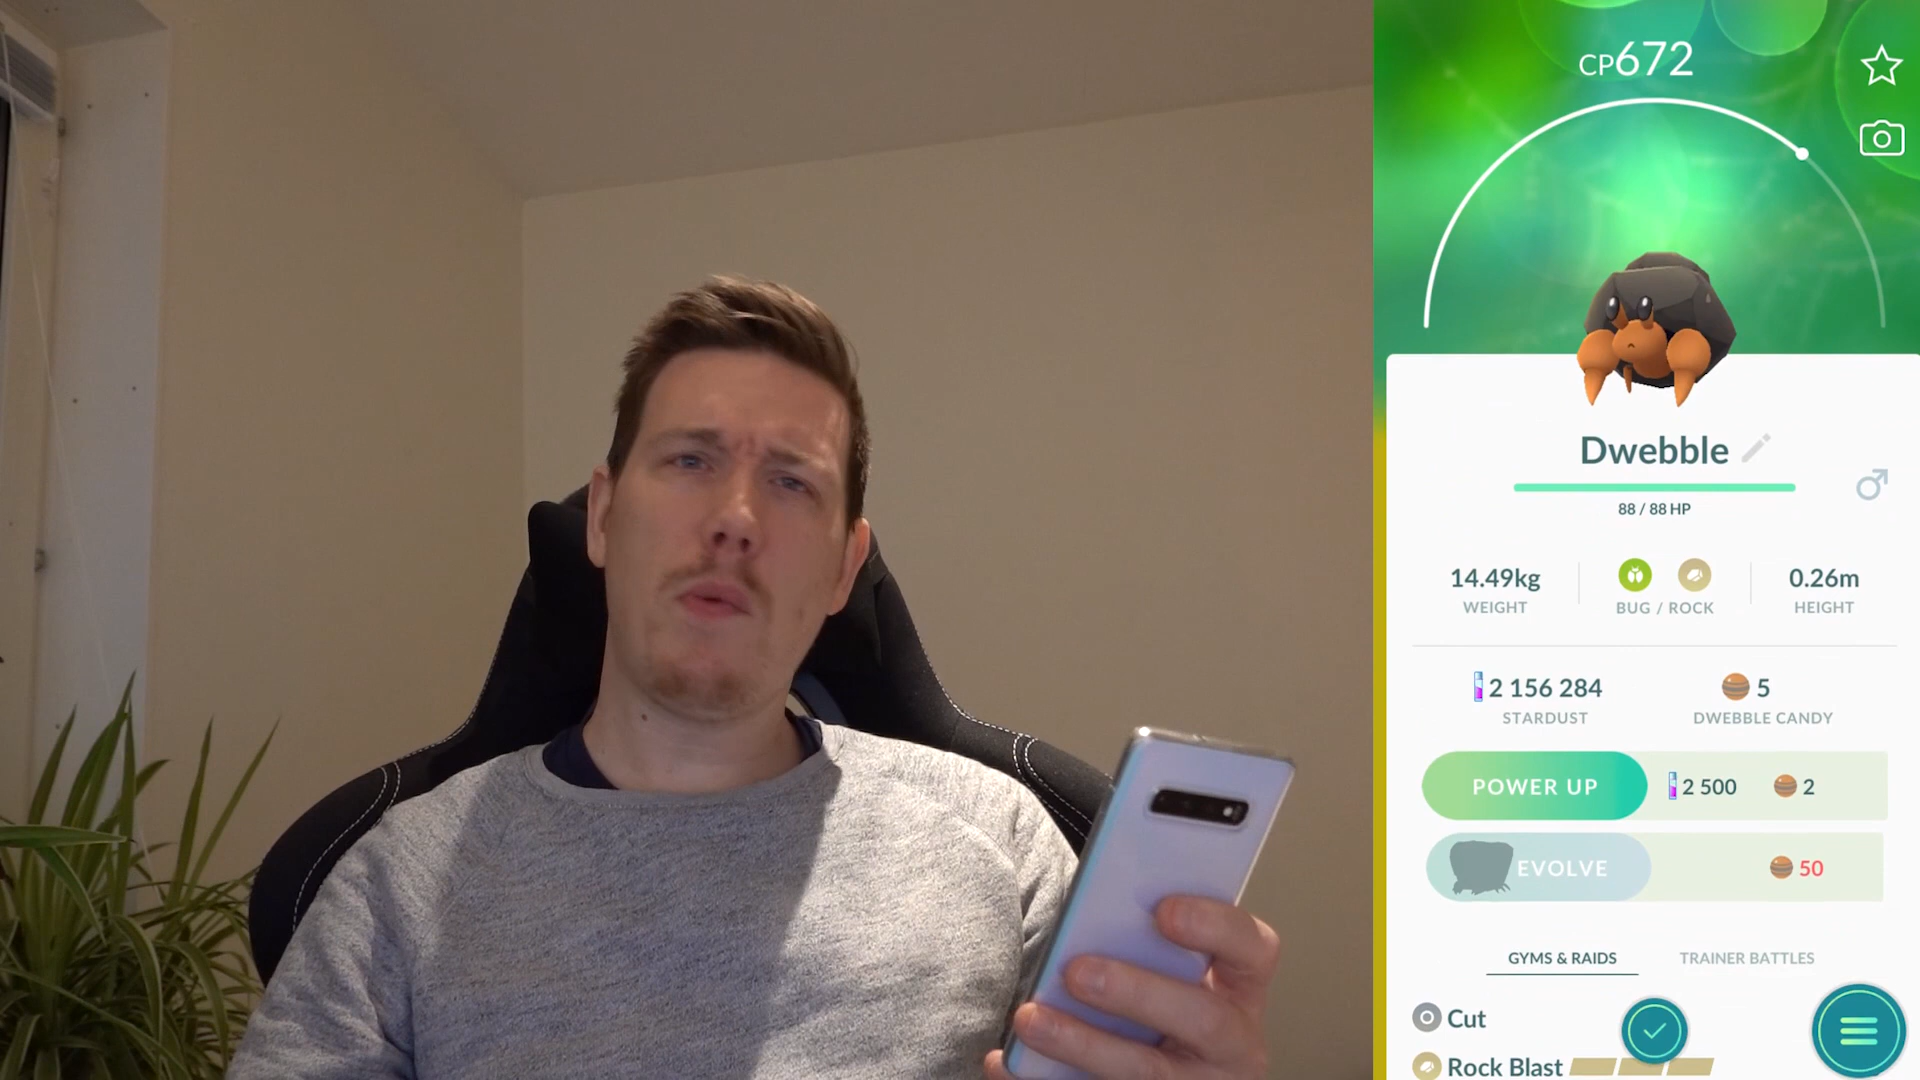 CP672
Dwebble
88 / 88 HP
14.49kg
WEIGHT
BUG / ROCK
0.26m
HEIGHT
2 156 284
STARDUST
5
DWEBBLE CANDY
POWER UP
2 500
2
EVOLVE
50
GYMS & RAIDS
TRAINER BATTLES
Cut
Rock Blast